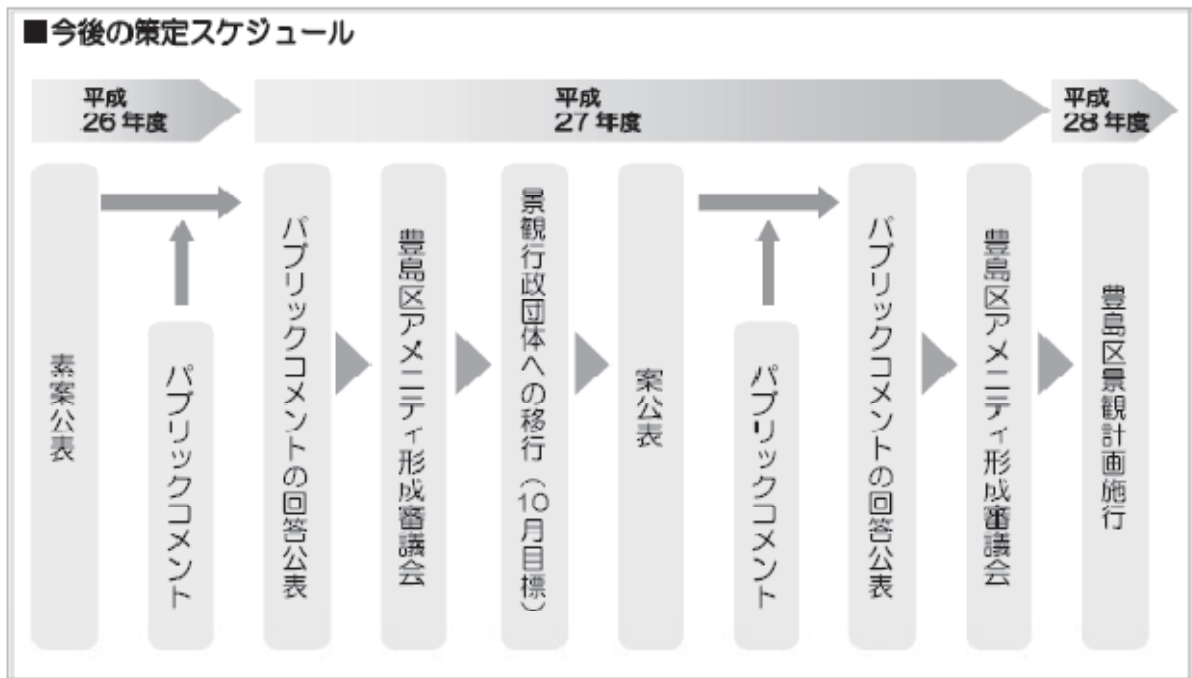 ■今後の策定スケジュール
平成
26年度
平成
27年度
平成
28年度
素案公表
パブリックコメント
パブリックコメントの回答公表
豊島区アメニティ形成審議会
景観行政団体への移行（10月目標）
案公表
パブリックコメント
パブリックコメントの回答公表
豊島区アメニティ形成審議会
豊島区景観計画施行